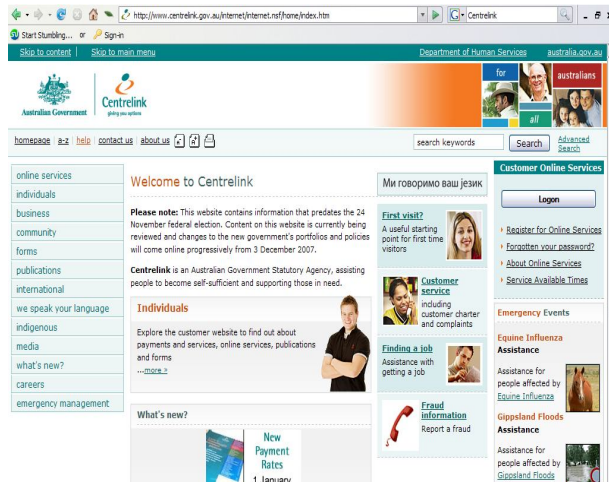 http://www.centrelink.gov.au/internet/internet.nsf/home/index.htm
Centrelink
Start Stumbling... or Sign-in
Skip to content | Skip to main menu
Department of Human Services australia.gov.au
Australian Government
Centrelink
giving you options
for
australians
all
homepage | a-z | help | contact us | about us
search keywords
Search
Advanced
Search
online services
individuals
business
community
forms
publications
international
we speak your language
indigenous
media
what's new?
careers
emergency management
Welcome to Centrelink
Please note: This website contains information that predates the 24
November federal election. Content on this website is currently being
reviewed and changes to the new government's portfolios and policies
will come online progressively from 3 December 2007.
Centrelink is an Australian Government Statutory Agency, assisting
people to become self-sufficient and supporting those in need.
Individuals
Explore the customer website to find out about
payments and services, online services, publications
and forms
...more >
What's new?
New
Payment
Rates
1 January
Ми говоримо ваш језик
First visit?
A useful starting
point for first time
visitors
Customer
service
including
customer charter
and complaints
Finding a job
Assistance with
getting a job
Fraud
information
Report a fraud
Customer Online Services
Logon
Register for Online Services
Forgotten your password?
About Online Services
Service Available Times
Emergency Events
Equine Influenza
Assistance
Assistance for
people affected by
Equine Influenza
Gippsland Floods
Assistance
Assistance for
people affected by
Gippsland Floods